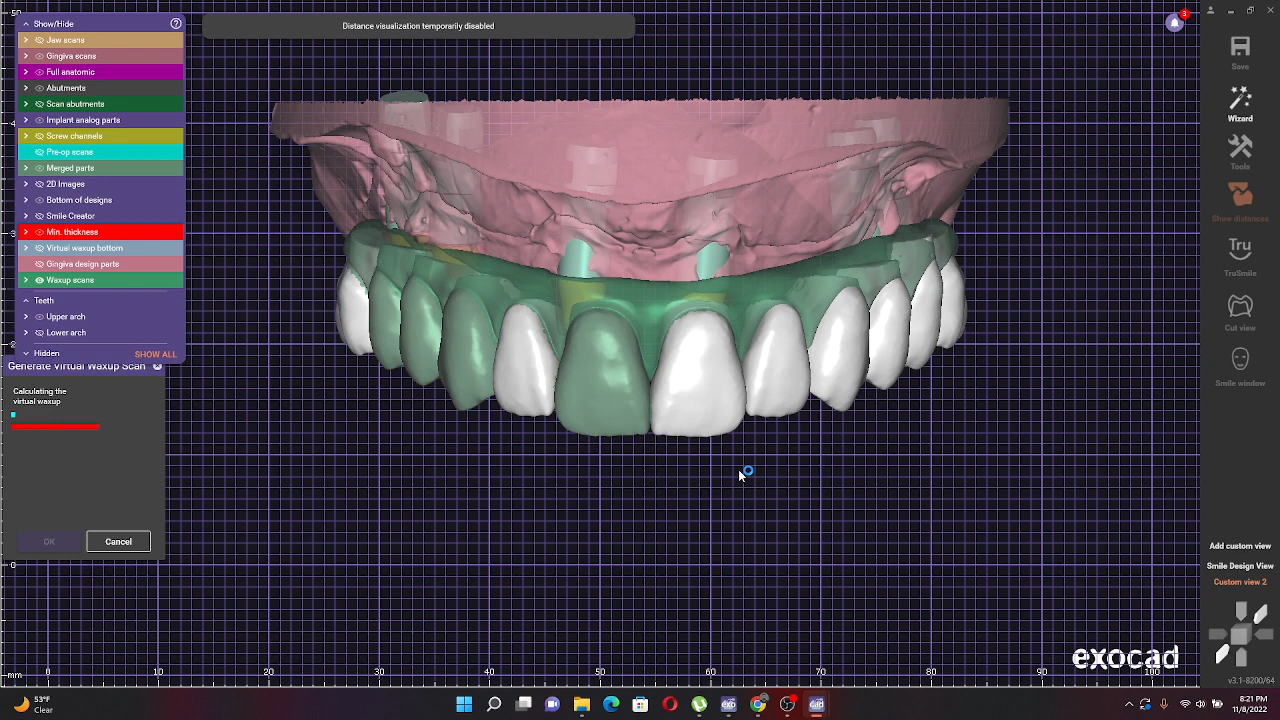 Show/Hide
Jaw scans
Gingiva scans
Full anatomic
Abutments
Scan abutments
Implant analog parts
Screw channels
Pre-op scans
Merged parts
2D Images
Bottom of designs
Smile Creator
Min. thickness
Virtual waxup bottom
Gingiva design parts
Waxup scans
Teeth
Upper arch
Lower arch
Hidden SHOW ALL
Generate Virtual Waxup Scan
Calculating the
virtual waxup
OK Cancel
Distance visualization temporarily disabled
3
Save
Wizard
Tools
Show distances
Tru
TruSmile
Cut view
Smile window
Add custom view
Smile Design View
Custom view 2
exocad
v3.1-8200/64
mm 0 10 20 30 40 50 60 70 80 90 100
53°F
Clear
8:21 PM
11/8/2022